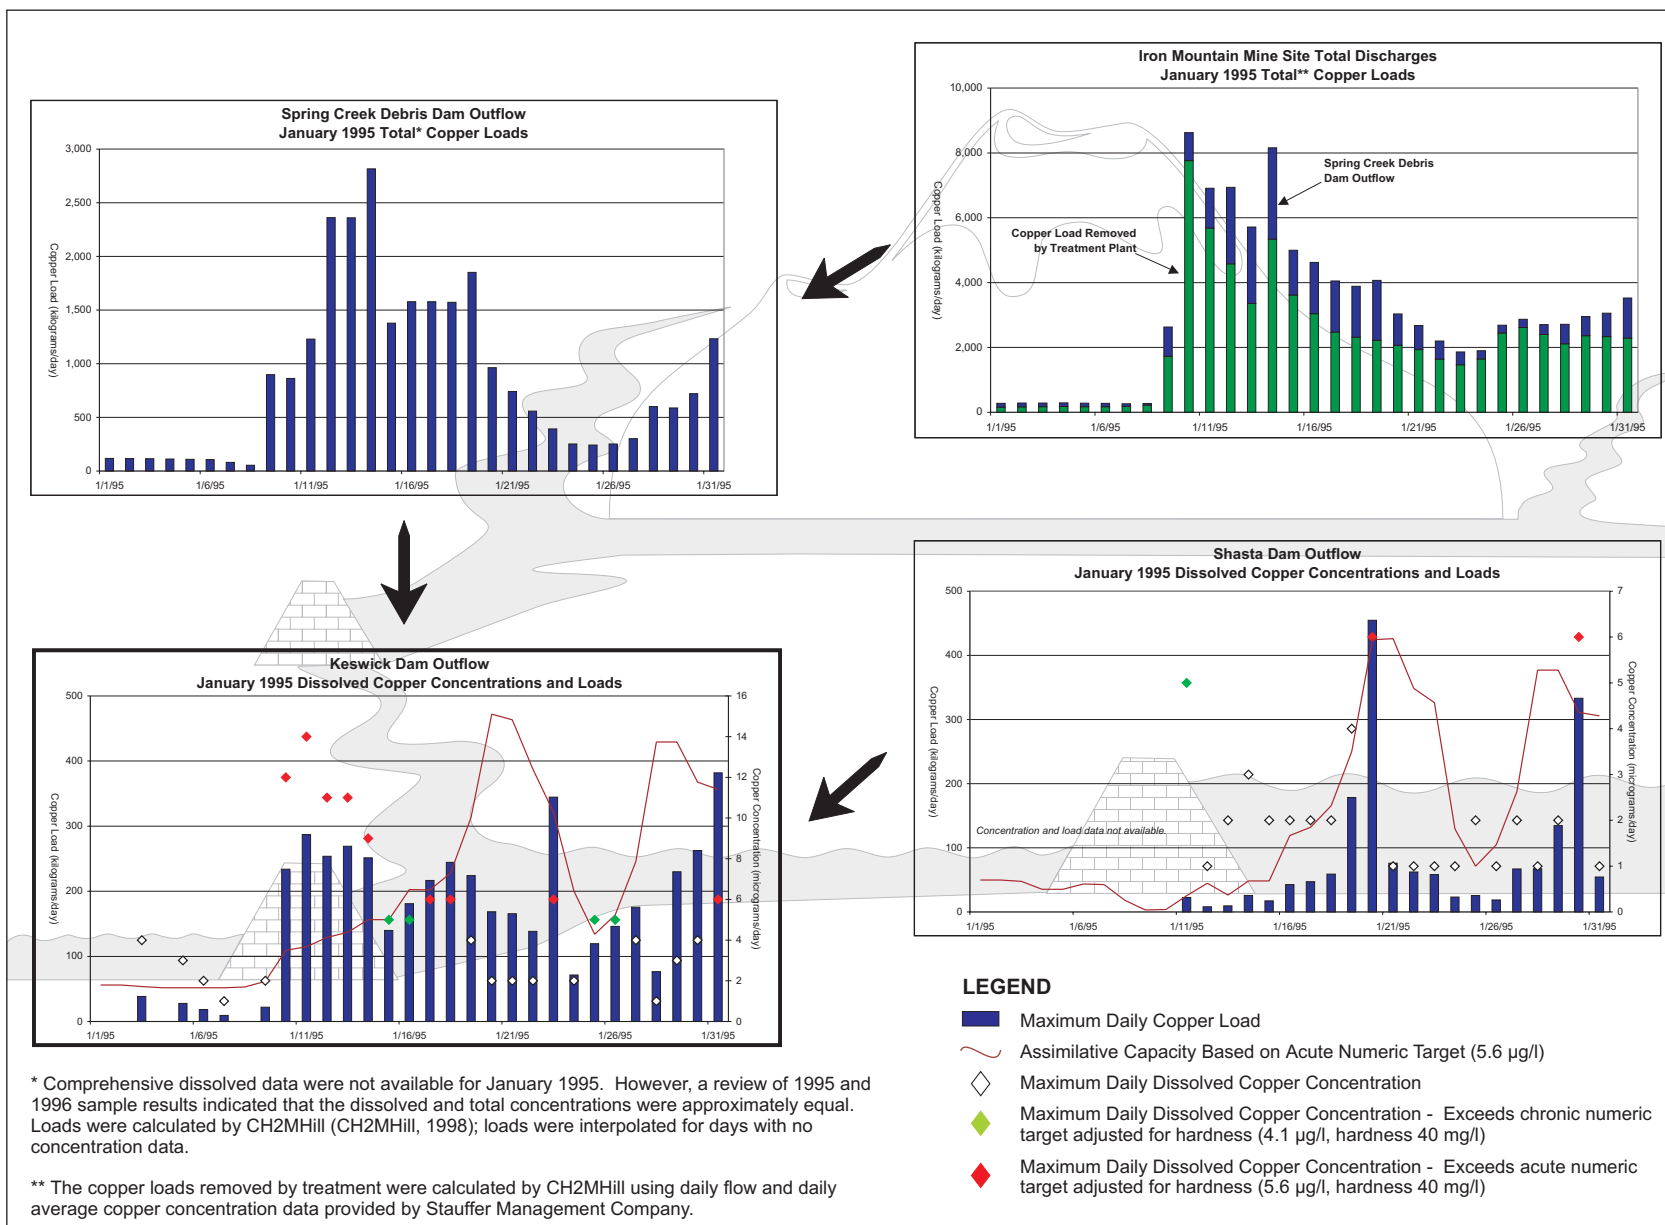 Iron Mountain Mine Site Total Discharges
January 1995 Total** Copper Loads
10,000
8,000
6,000
4,000
2,000
0
Copper Load (kilograms/day)
Spring Creek Debris
Dam Outflow
Copper Load Removed
by Treatment Plant
1/1/95 1/6/95 1/11/95 1/16/95 1/21/95 1/26/95 1/31/95
Spring Creek Debris Dam Outflow
January 1995 Total* Copper Loads
3,000
2,500
2,000
1,500
1,000
500
0
Copper Load (kilograms/day)
1/1/95 1/6/95 1/11/95 1/16/95 1/21/95 1/26/95 1/31/95
Shasta Dam Outflow
January 1995 Dissolved Copper Concentrations and Loads
500
400
300
200
100
0
Copper Load (kilograms/day)
7
6
5
4
3
2
1
0
Copper Concentration (micrograms/day)
Concentration and load data not available.
1/1/95 1/6/95 1/11/95 1/16/95 1/21/95 1/26/95 1/31/95
Keswick Dam Outflow
January 1995 Dissolved Copper Concentrations and Loads
500
400
300
200
100
0
Copper Load (kilograms/day)
16
14
12
10
8
6
4
2
0
Copper Concentration (micrograms/day)
1/1/95 1/6/95 1/11/95 1/16/95 1/21/95 1/26/95 1/31/95
LEGEND
Maximum Daily Copper Load
Assimilative Capacity Based on Acute Numeric Target (5.6 µg/l)
Maximum Daily Dissolved Copper Concentration
Maximum Daily Dissolved Copper Concentration - Exceeds chronic numeric
target adjusted for hardness (4.1 µg/l, hardness 40 mg/l)
Maximum Daily Dissolved Copper Concentration - Exceeds acute numeric
target adjusted for hardness (5.6 µg/l, hardness 40 mg/l)
* Comprehensive dissolved data were not available for January 1995. However, a review of 1995 and
1996 sample results indicated that the dissolved and total concentrations were approximately equal.
Loads were calculated by CH2MHill (CH2MHill, 1998); loads were interpolated for days with no
concentration data.
** The copper loads removed by treatment were calculated by CH2MHill using daily flow and daily
average copper concentration data provided by Stauffer Management Company.